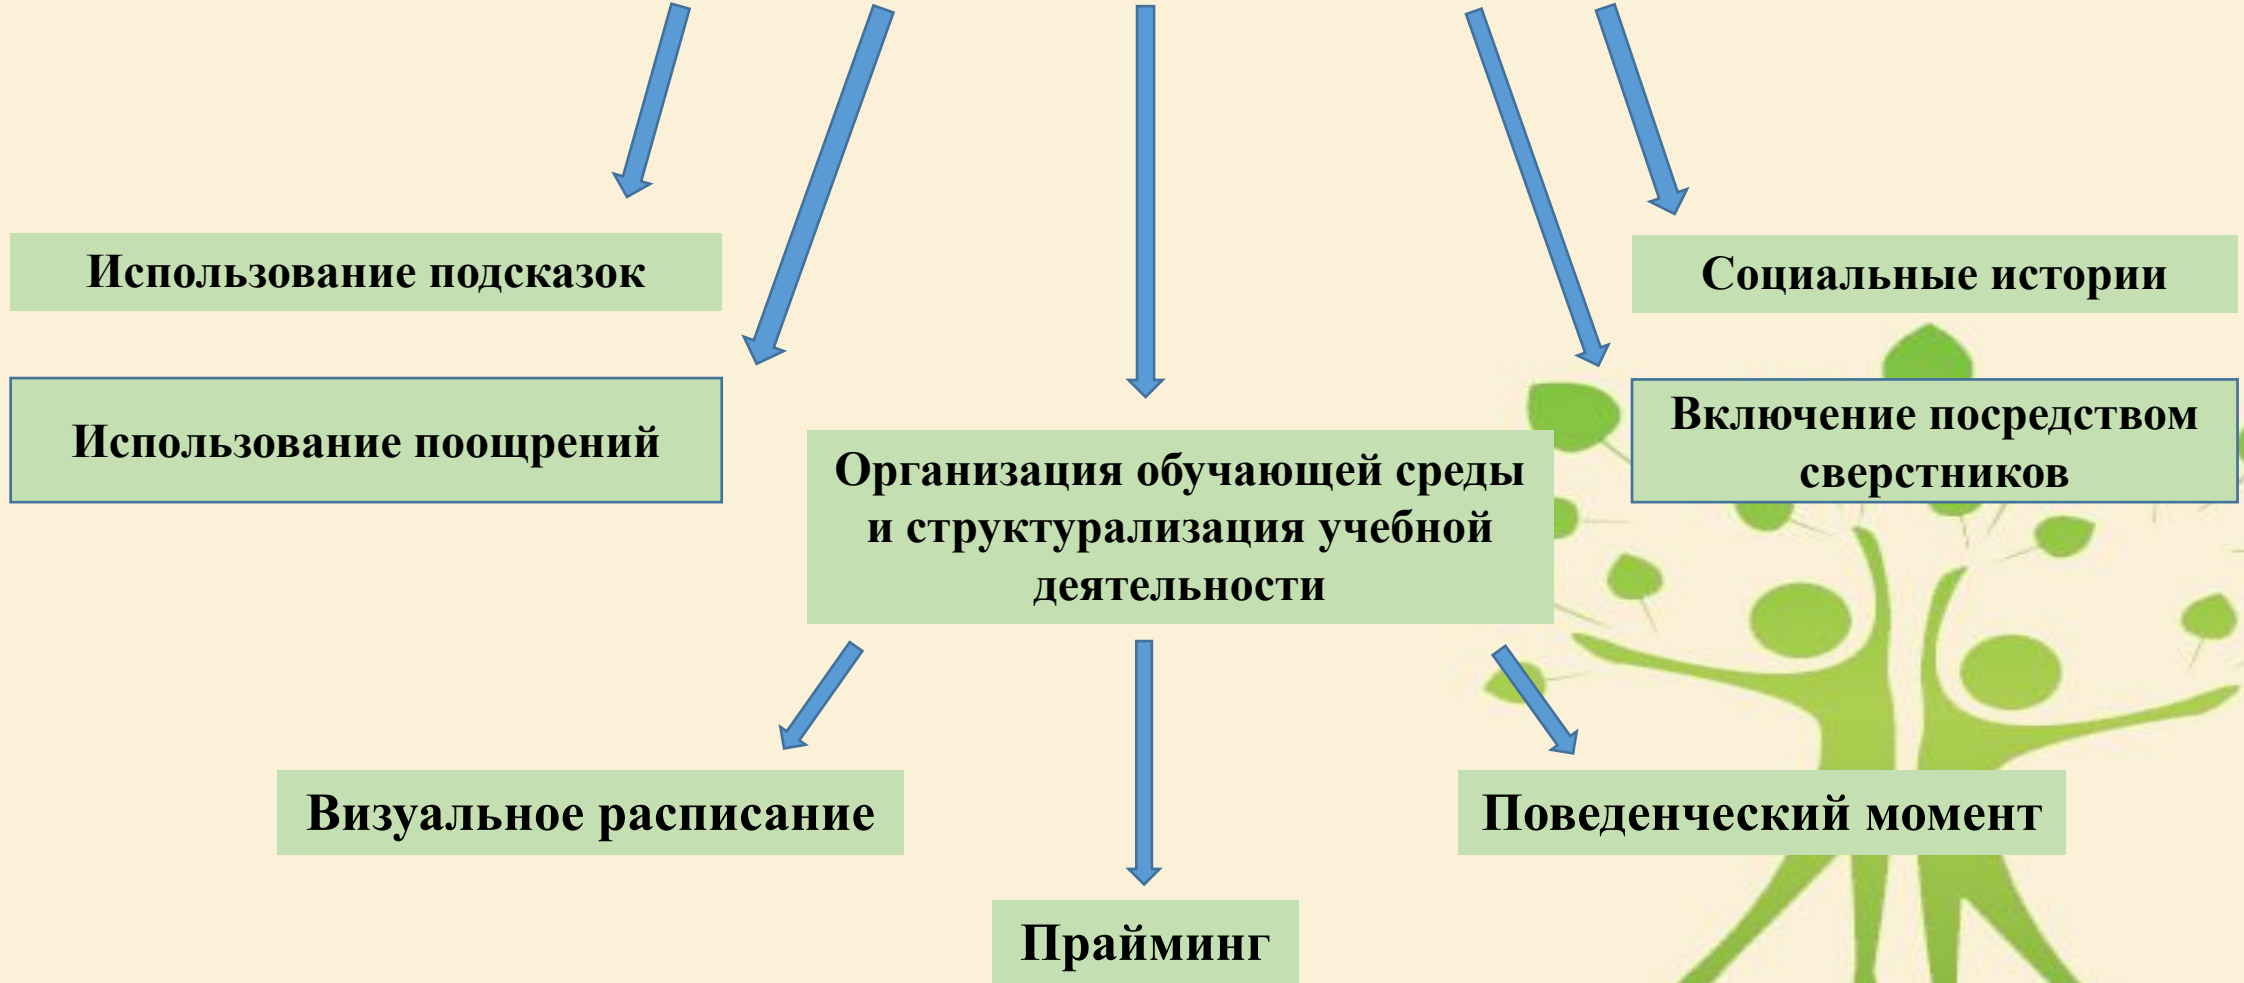 Использование подсказок
Социальные истории
Использование поощрений
Включение посредством
сверстников
Организация обучающей среды
и структурализация учебной
деятельности
Визуальное расписание
Поведенческий момент
Прайминг